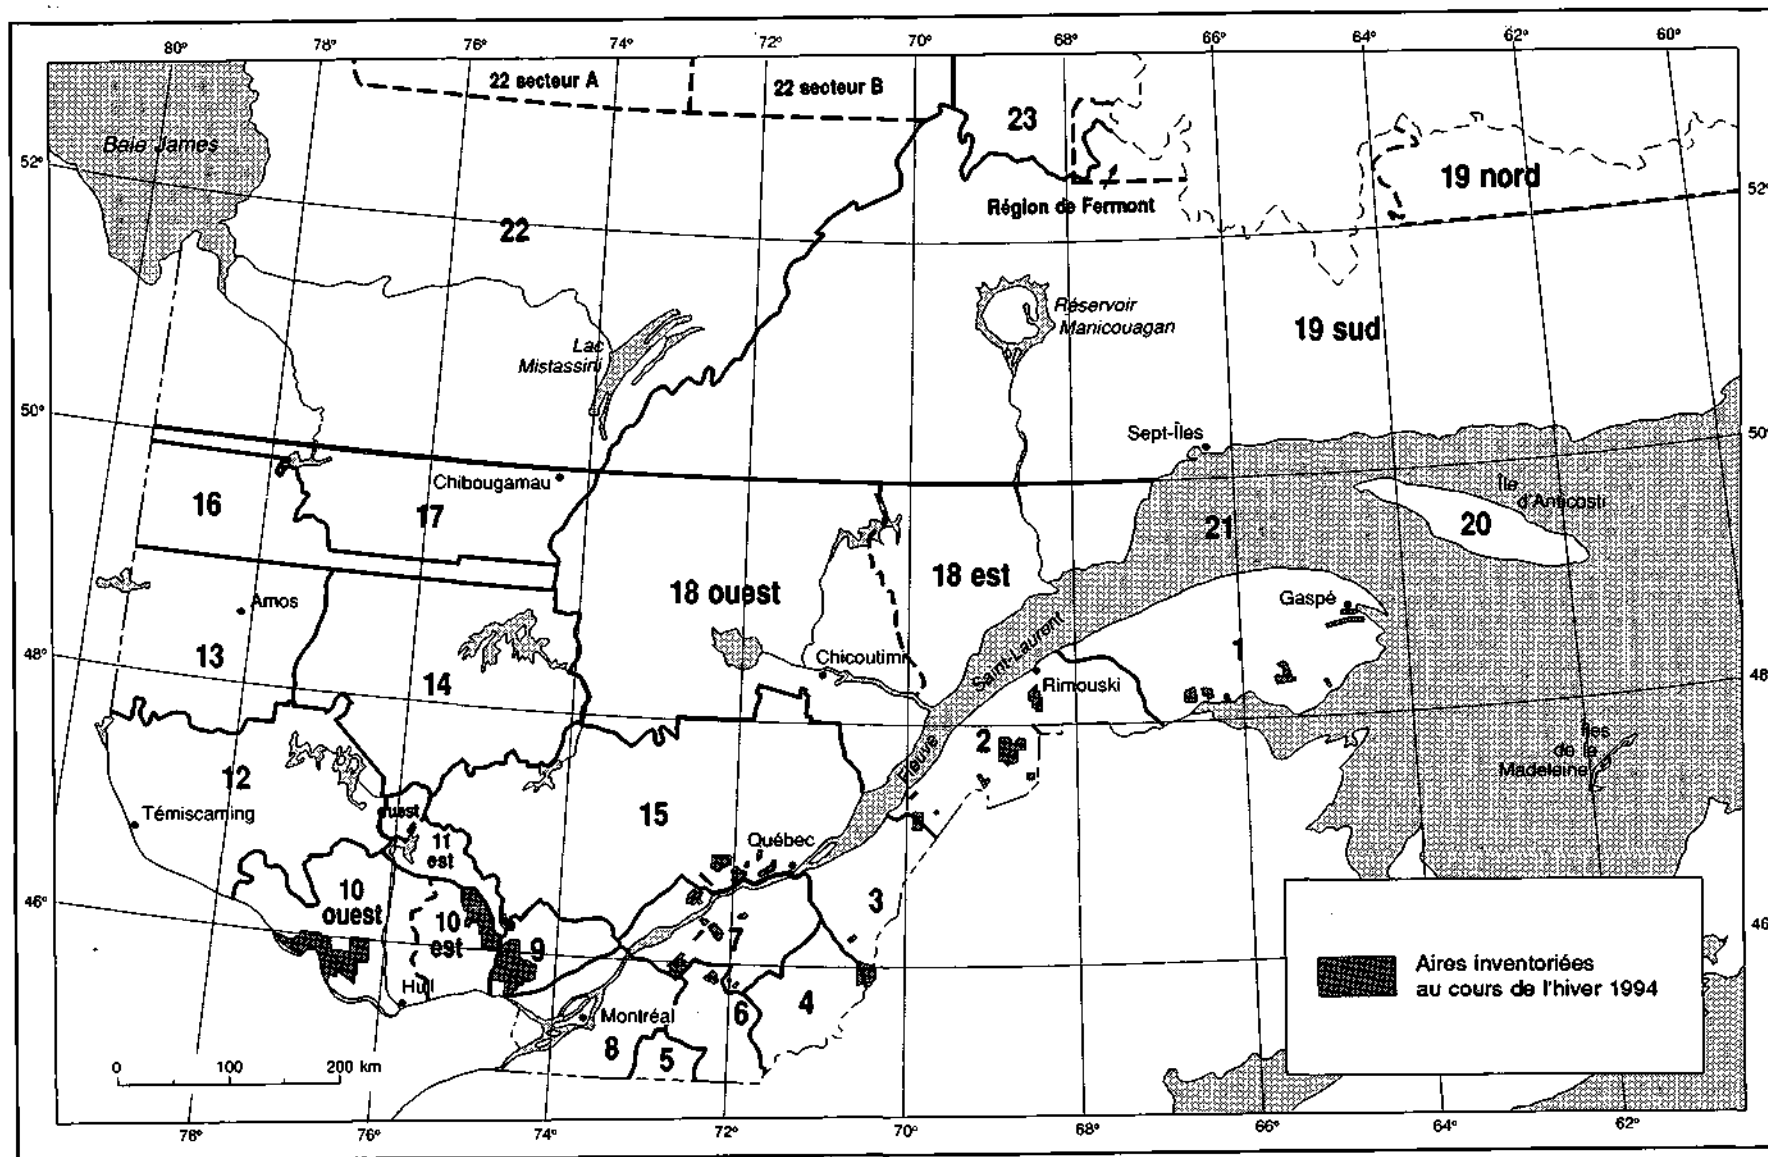 80° 78° 76° 74° 72° 70° 68° 66° 64° 62° 60°
22 secteur A
22 secteur B
23
Baie James
52°
52°
19 nord
Région de Fermont
22
Réservoir
Manicouagan
19 sud
Lac
Mistassini
50°
50°
Sept-Îles
Chibougamau
Île
d'Anticosti
16
17
21
20
18 ouest
18 est
Gaspé
Amos
Saint-Laurent
48°
13
Chicoutimi
1
48°
14
Rimouski
2
Fleuve
Îles
de la
Madeleine
12
Témiscaming
15
ouest
11
est
Québec
10
ouest
3
46°
10
est
9
7
46°
Hull
4
6
Montréal
8
5
Aires inventoriées
au cours de l'hiver 1994
0 100 200 km
78° 76° 74° 72° 70° 68° 66° 64° 62°